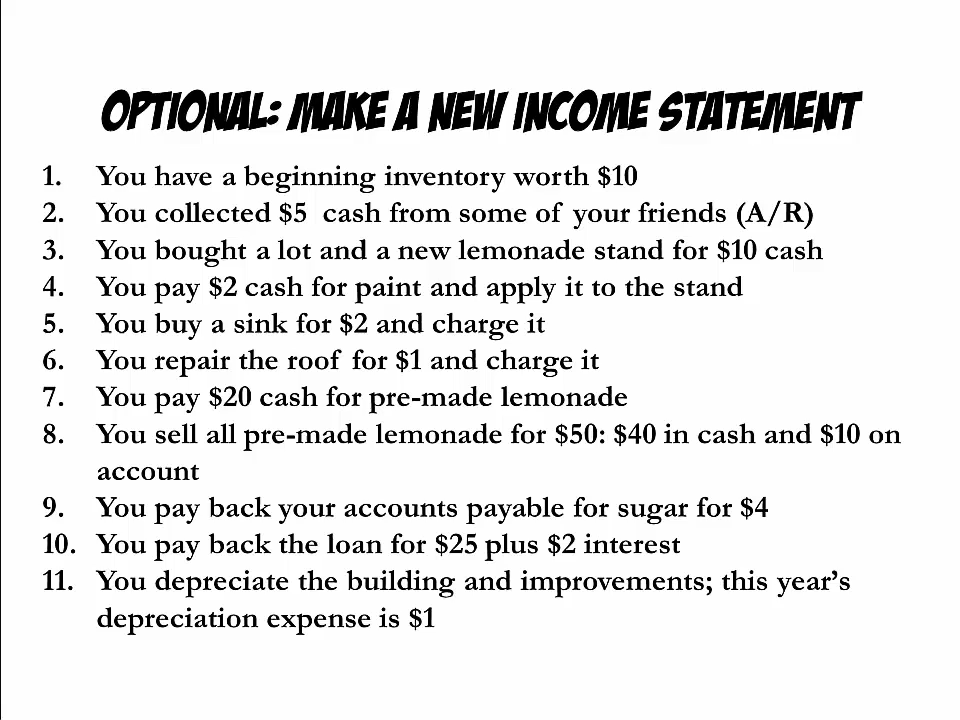 OPTIONAL: MAKE A NEW INCOME STATEMENT
1. You have a beginning inventory worth $10
2. You collected $5 cash from some of your friends (A/R)
3. You bought a lot and a new lemonade stand for $10 cash
4. You pay $2 cash for paint and apply it to the stand
5. You buy a sink for $2 and charge it
6. You repair the roof for $1 and charge it
7. You pay $20 cash for pre-made lemonade
8. You sell all pre-made lemonade for $50: $40 in cash and $10 on
account
9. You pay back your accounts payable for sugar for $4
10. You pay back the loan for $25 plus $2 interest
11. You depreciate the building and improvements; this year’s
depreciation expense is $1